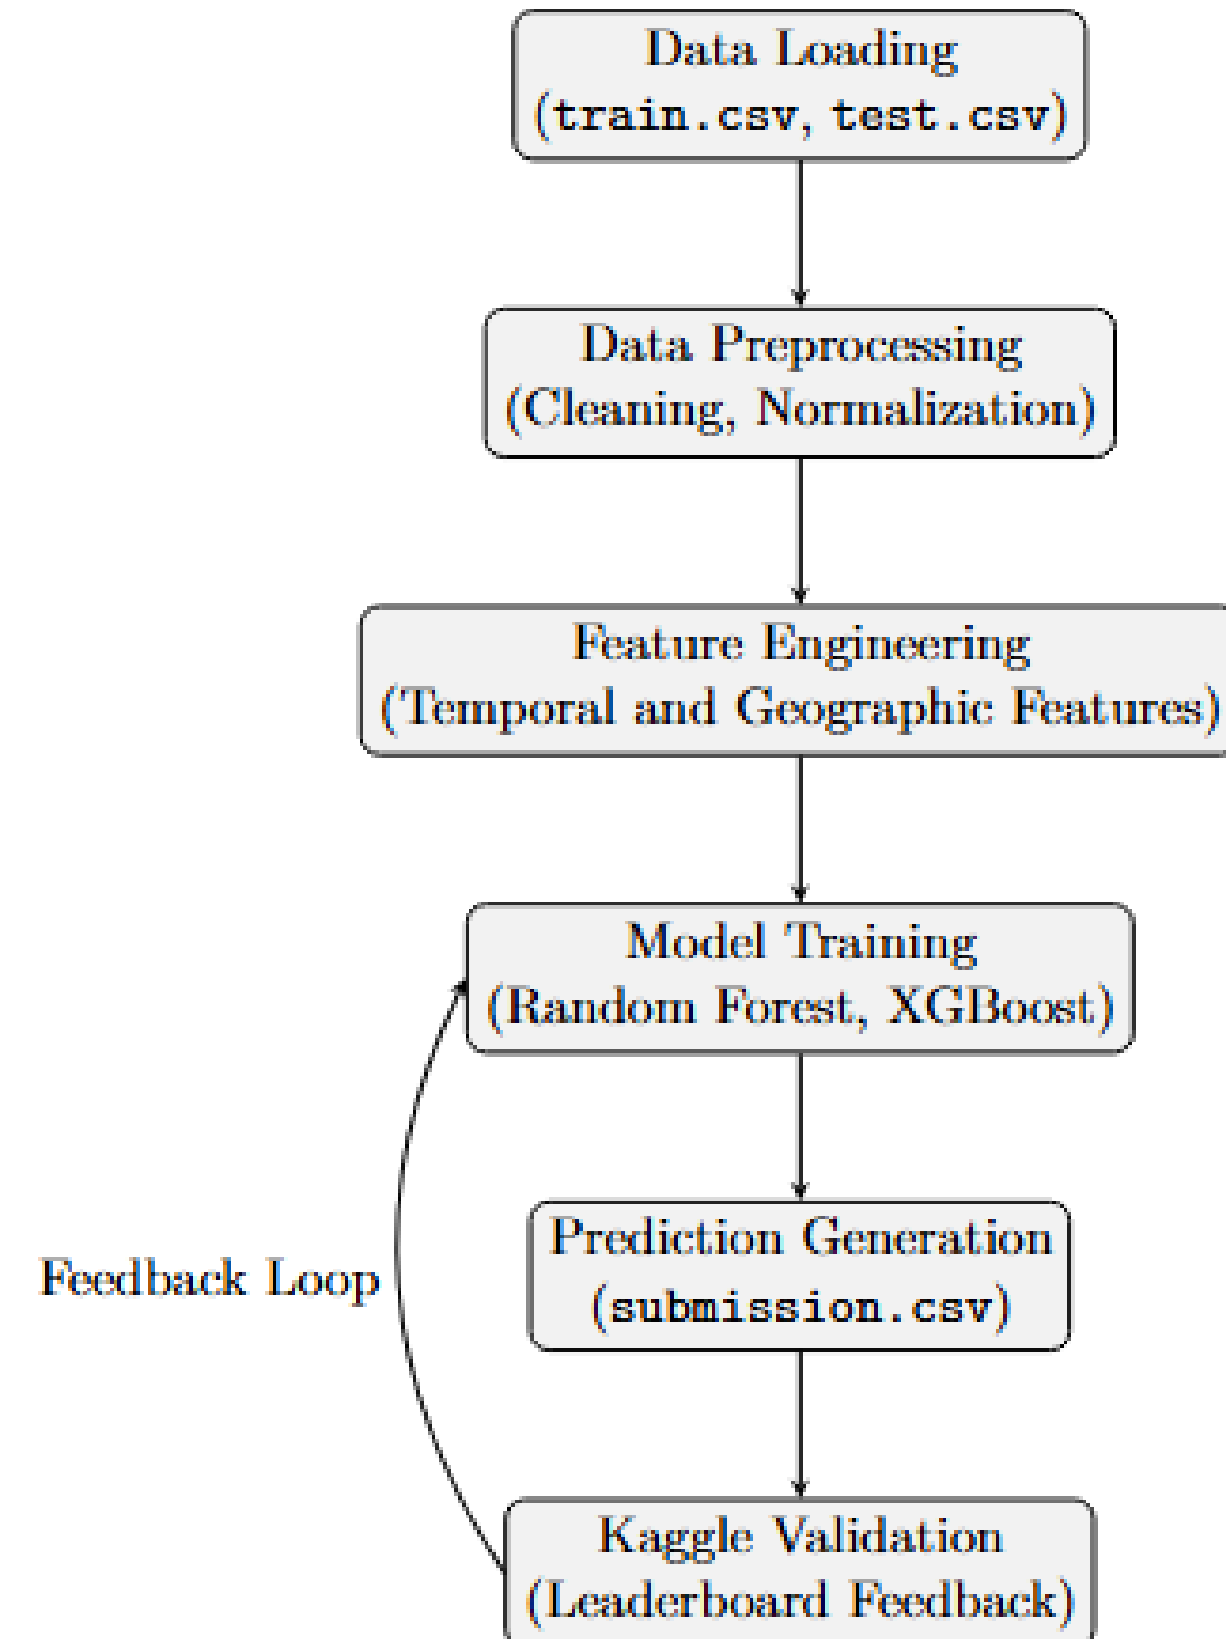 Data Loading
(train.csv, test.csv)
Data Preprocessing
(Cleaning, Normalization)
Feature Engineering
(Temporal and Geographic Features)
Model Training
(Random Forest, XGBoost)
Prediction Generation
(submission.csv)
Feedback Loop
Kaggle Validation
(Leaderboard Feedback)